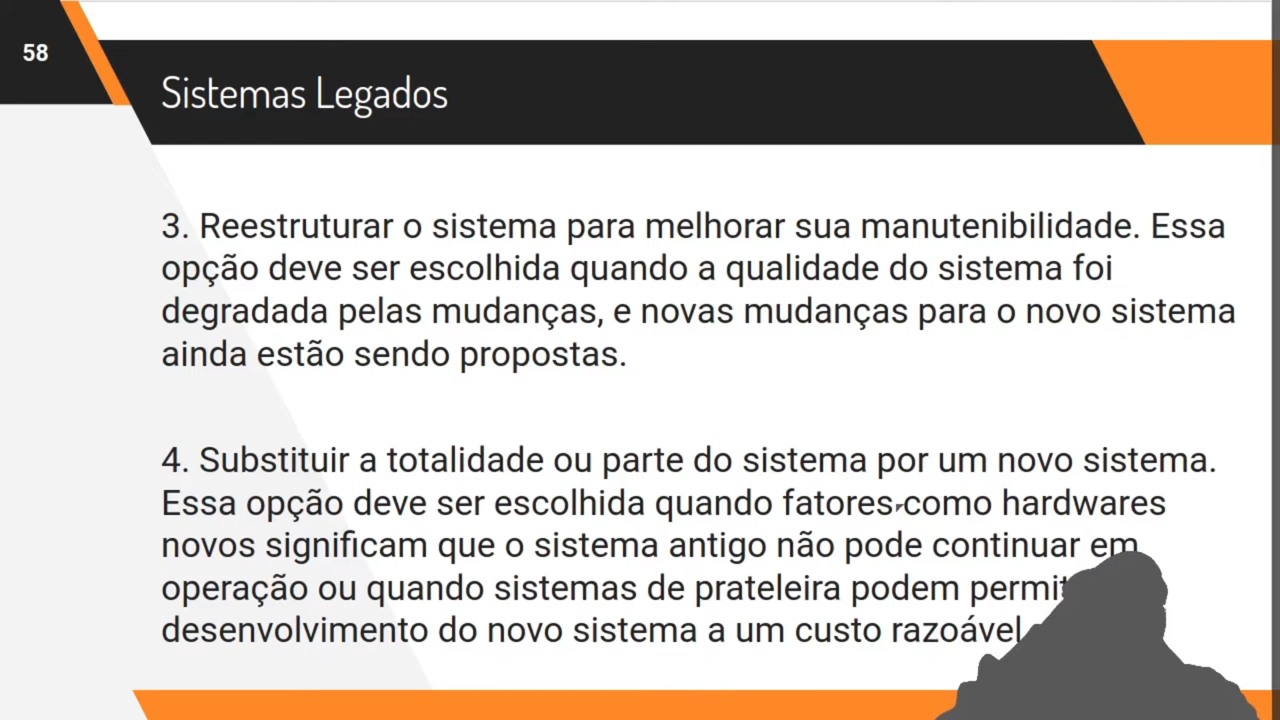 58
Sistemas Legados
3. Reestruturar o sistema para melhorar sua manutenibilidade. Essa
opção deve ser escolhida quando a qualidade do sistema foi
degradada pelas mudanças, e novas mudanças para o novo sistema
ainda estão sendo propostas.
4. Substituir a totalidade ou parte do sistema por um novo sistema.
Essa opção deve ser escolhida quando fatores como hardwares
novos significam que o sistema antigo não pode continuar em
operação ou quando sistemas de prateleira podem
desenvolvimento do novo sistema a um custo razoável